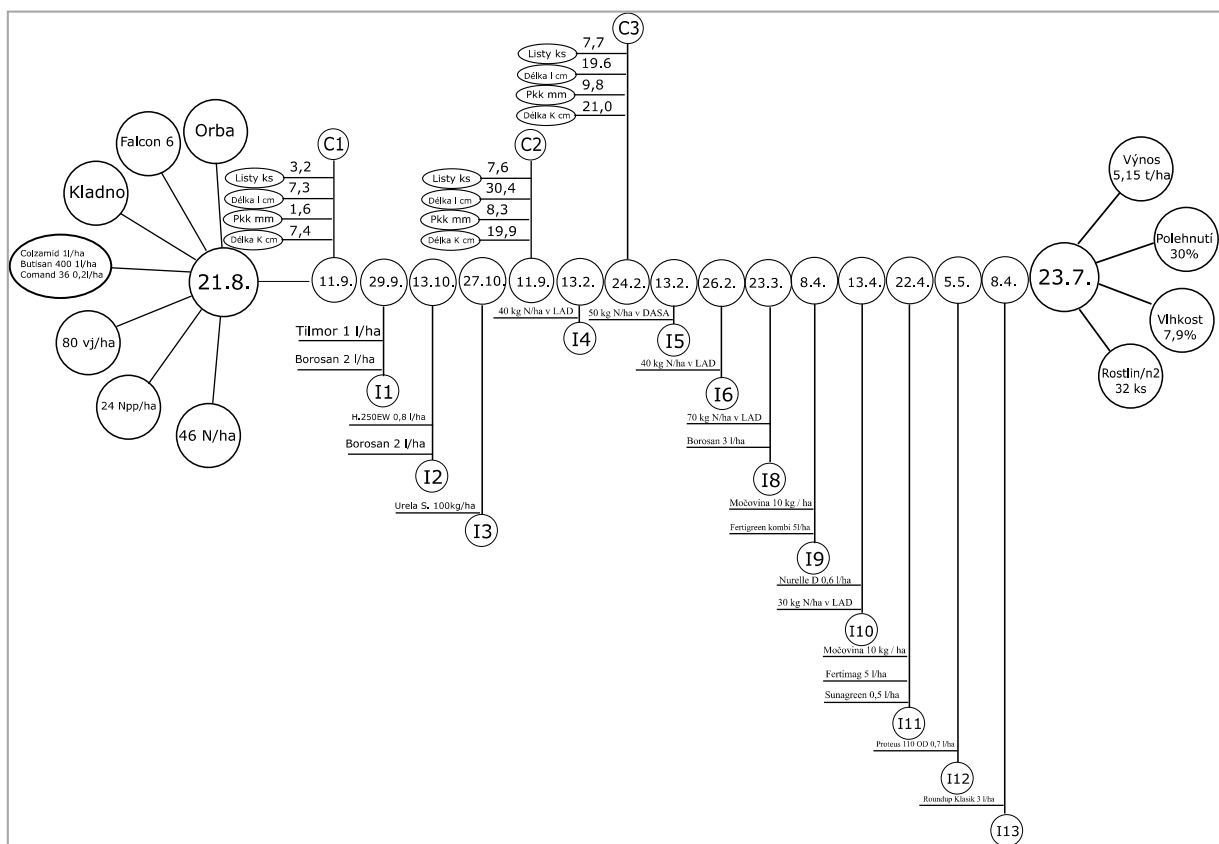 C3
Listy ks 7,7
Délka l cm 19.6
Pkk mm 9,8
Délka K cm 21,0
Orba
Falcon 6
Kladno
Colzamid 1l/ha
Butisan 400 1l/ha
Comand 36 0,2l/ha
80 vj/ha
24 Npp/ha
46 N/ha
21.8.
C1
Listy ks 3,2
Délka l cm 7,3
Pkk mm 1,6
Délka K cm 7,4
C2
Listy ks 7,6
Délka l cm 30,4
Pkk mm 8,3
Délka K cm 19,9
11.9.
29.9.
13.10.
27.10.
11.9.
13.2.
24.2.
13.2.
26.2.
23.3.
8.4.
13.4.
22.4.
5.5.
8.4.
23.7.
Výnos
5,15 t/ha
Polehnutí
30%
Vlhkost
7,9%
Rostlin/n2
32 ks
Tilmor 1 l/ha
Borosan 2 l/ha
I1
H.250EW 0,8 l/ha
Borosan 2 l/ha
I2
Urela S. 100kg/ha
I3
40 kg N/ha v LAD
I4
50 kg N/ha v DASA
I5
40 kg N/ha v LAD
I6
70 kg N/ha v LAD
Borosan 3 l/ha
I8
Močovina 10 kg / ha
Fertigreen kombi 5l/ha
I9
Nurelle D 0,6 l/ha
30 kg N/ha v LAD
I10
Močovina 10 kg / ha
Fertimag 5 l/ha
Sunagreen 0,5 l/ha
I11
Proteus 110 OD 0,7 l/ha
I12
Roundup Klasik 3 l/ha
I13